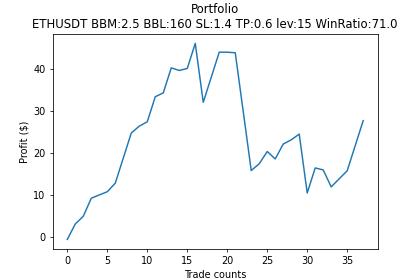 Portfolio
ETHUSDT BBM:2.5 BBL:160 SL:1.4 TP:0.6 lev:15 WinRatio:71.0
Profit ($)
40
30
20
10
0
0 5 10 15 20 25 30 35
Trade counts